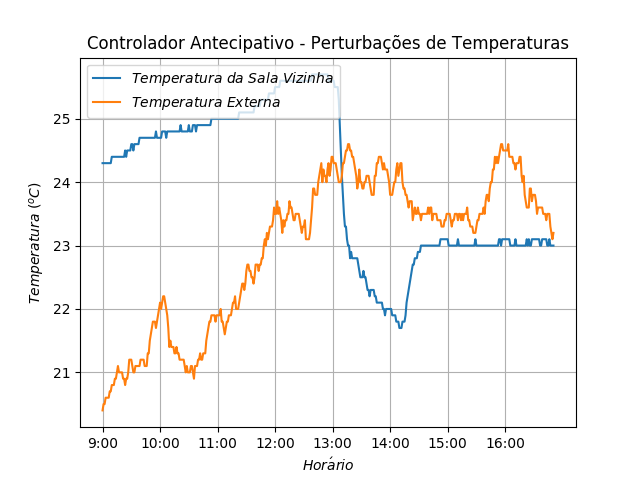 Controlador Antecipativo - Perturbações de Temperaturas
Temperatura da Sala Vizinha
Temperatura Externa
25
24
23
22
21
Temperatura (ºC)
9:00 10:00 11:00 12:00 13:00 14:00 15:00 16:00
Horário